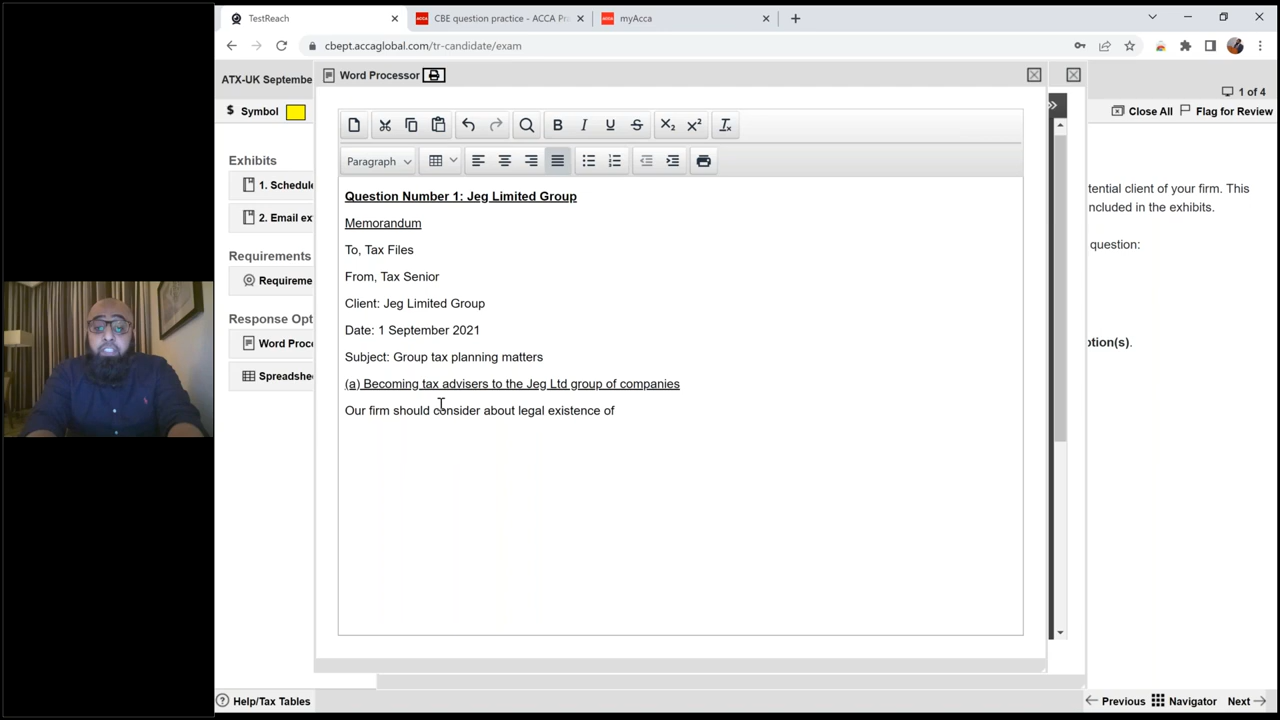 TestReach
CBE question practice - ACCA Pr
myAcca
cbept.accaglobal.com/tr-candidate/exam
ATX-UK Septembe
Word Processor
1 of 4
$ Symbol
Close All
Flag for Review
Paragraph
Exhibits
1. Schedule
2. Email ex
Requirements
Requireme
Response Opt
Word Proce
Spreadshe
Question Number 1: Jeg Limited Group
Memorandum
To, Tax Files
From, Tax Senior
Client: Jeg Limited Group
Date: 1 September 2021
Subject: Group tax planning matters
(a) Becoming tax advisers to the Jeg Ltd group of companies
Our firm should consider about legal existence of
tential client of your firm. This
ncluded in the exhibits.
question:
otion(s).
Help/Tax Tables
Previous
Navigator
Next